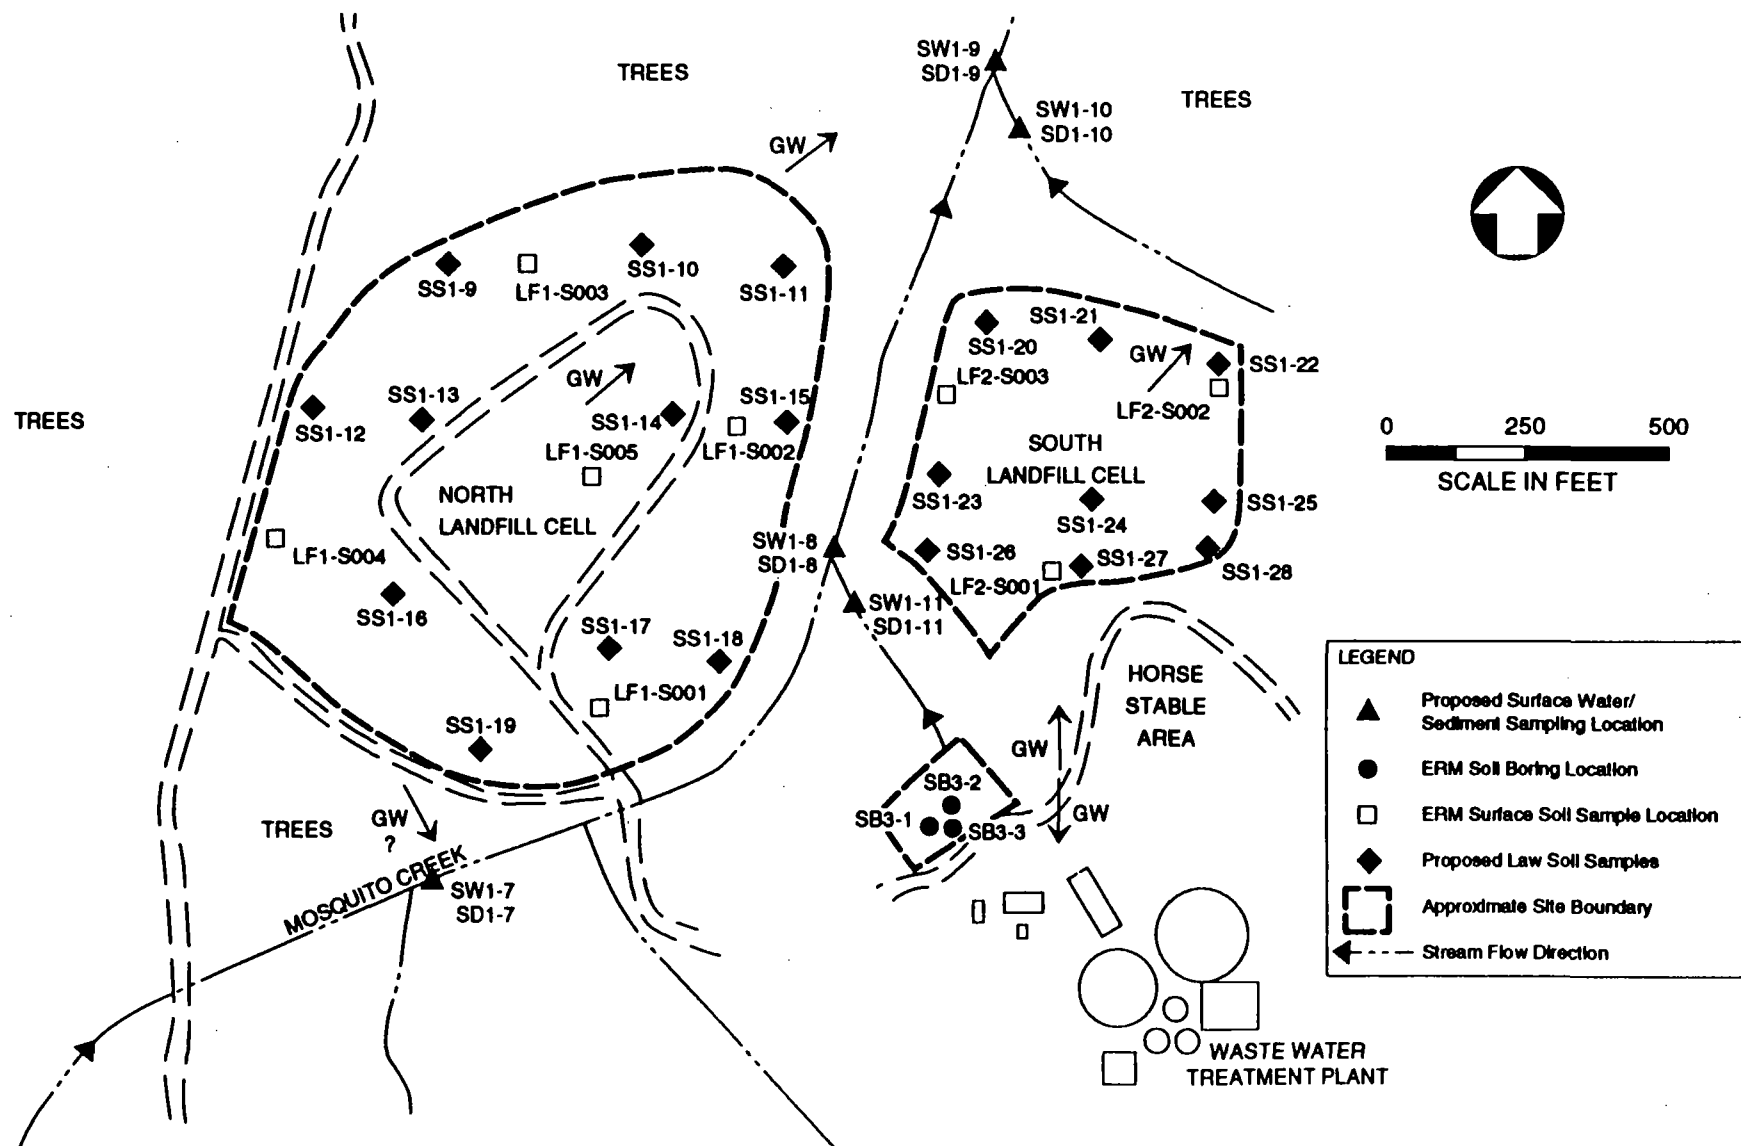 SW1-9
SD1-9
TREES
SW1-10
SD1-10
TREES
GW
SS1-9
LF1-S003
SS1-10
SS1-11
GW
SS1-13
SS1-12
SS1-14
SS1-15
LF1-S005
LF1-S002
TREES
NORTH
LANDFILL CELL
LF1-S004
SS1-16
SS1-17
SS1-18
LF1-S001
SS1-19
SS1-21
SS1-20
GW
SS1-22
LF2-S003
LF2-S002
SOUTH
LANDFILL CELL
SS1-23
SS1-24
SS1-25
SS1-26
SS1-27
SS1-28
LF2-S001
SW1-8
SD1-8
SW1-11
SD1-11
0 250 500
SCALE IN FEET
HORSE
STABLE
AREA
GW
GW
SB3-2
SB3-1
SB3-3
TREES
GW
?
MOSQUITO CREEK
SW1-7
SD1-7
WASTE WATER
TREATMENT PLANT
LEGEND
Proposed Surface Water/
Sediment Sampling Location
ERM Soil Boring Location
ERM Surface Soil Sample Location
Proposed Law Soil Samples
Approximate Site Boundary
Stream Flow Direction